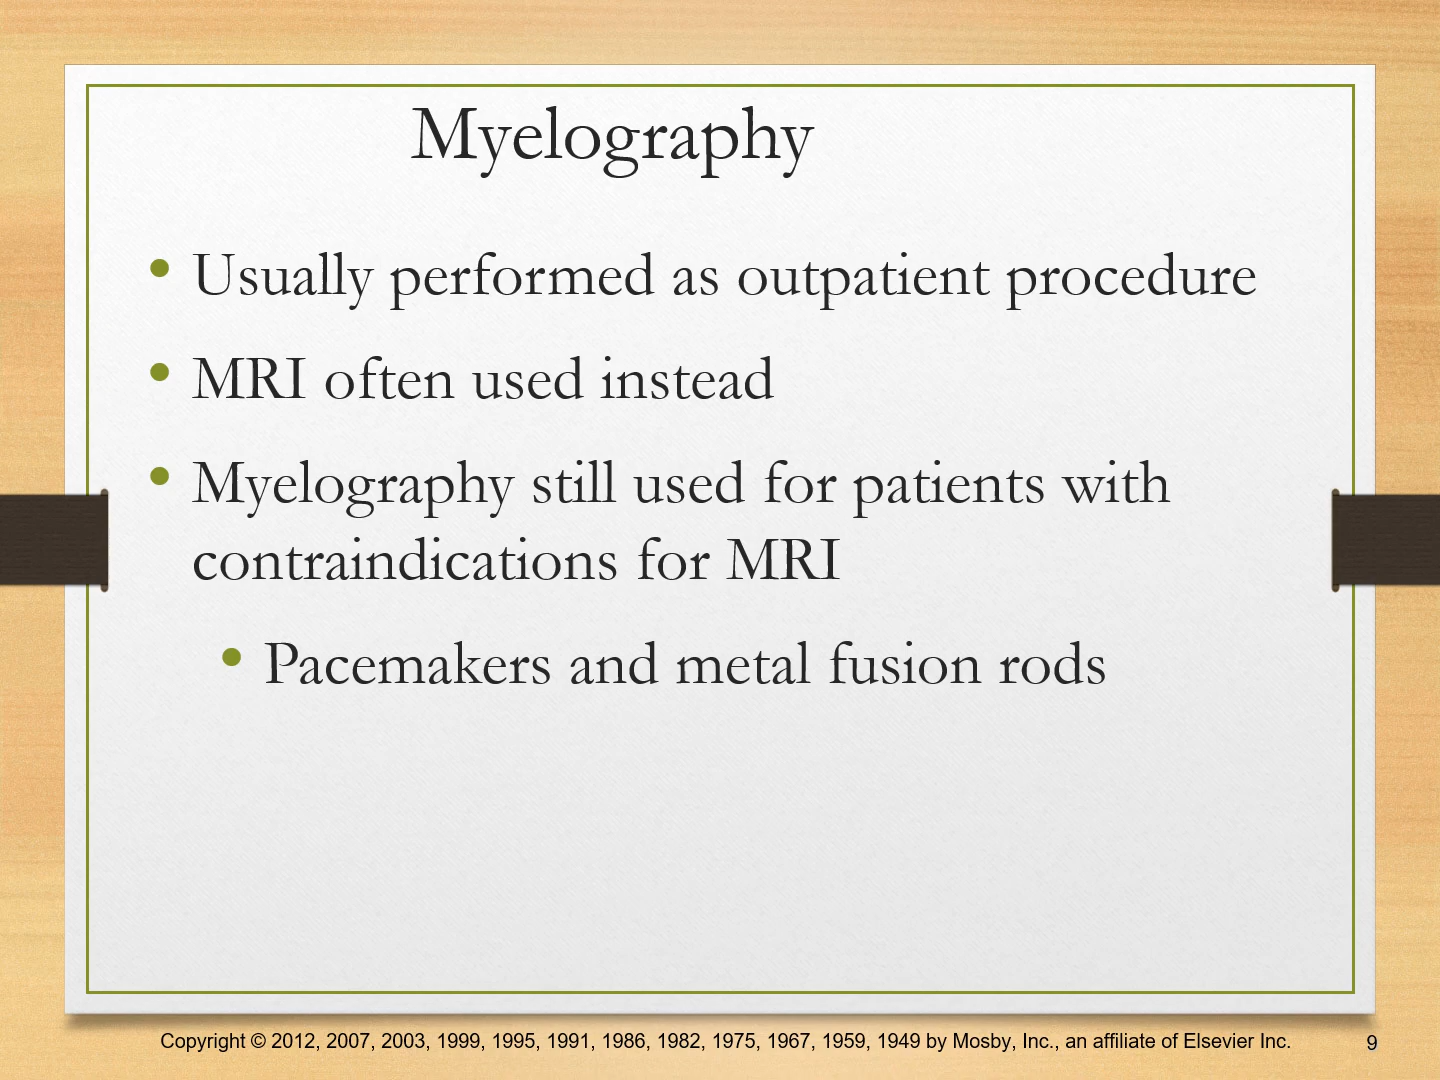 Myelography
• Usually performed as outpatient procedure
• MRI often used instead
• Myelography still used for patients with
contraindications for MRI
• Pacemakers and metal fusion rods
Copyright © 2012, 2007, 2003, 1999, 1995, 1991, 1986, 1982, 1975, 1967, 1959, 1949 by Mosby, Inc., an affiliate of Elsevier Inc.
9